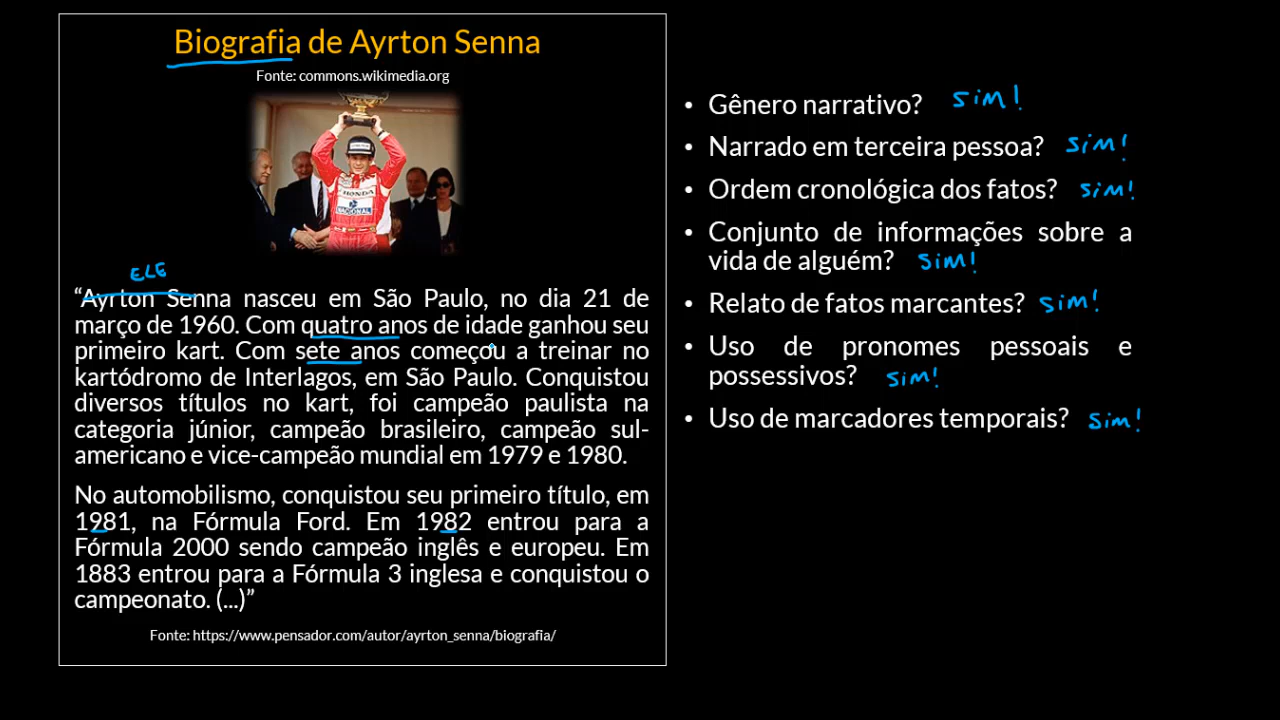 Biografia de Ayrton Senna
Fonte: commons.wikimedia.org
HONDA
NACIONAL
ELE
“Ayrton Senna nasceu em São Paulo, no dia 21 de
março de 1960. Com quatro anos de idade ganhou seu
primeiro kart. Com sete anos começou a treinar no
kartódromo de Interlagos, em São Paulo. Conquistou
diversos títulos no kart, foi campeão paulista na
categoria júnior, campeão brasileiro, campeão sul-
americano e vice-campeão mundial em 1979 e 1980.
No automobilismo, conquistou seu primeiro título, em
1981, na Fórmula Ford. Em 1982 entrou para a
Fórmula 2000 sendo campeão inglês e europeu. Em
1883 entrou para a Fórmula 3 inglesa e conquistou o
campeonato. (...)”
Fonte: https://www.pensador.com/autor/ayrton_senna/biografia/
• Gênero narrativo? sim!
• Narrado em terceira pessoa? sim!
• Ordem cronológica dos fatos? sim!
• Conjunto de informações sobre a
vida de alguém? sim!
• Relato de fatos marcantes? sim!
• Uso de pronomes pessoais e
possessivos? sim!
• Uso de marcadores temporais? sim!